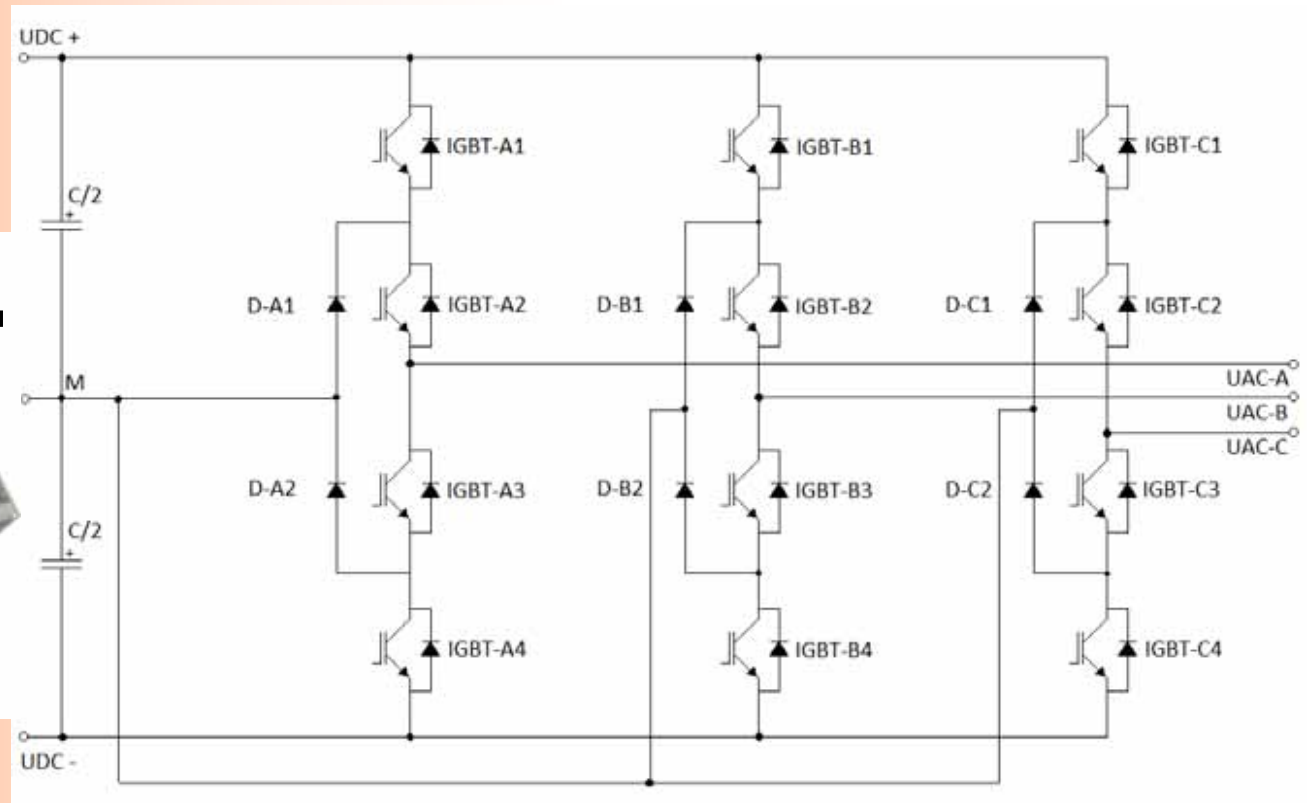 UDC +
C/2
+
IGBT-A1
IGBT-B1
IGBT-C1
D-A1
IGBT-A2
D-B1
IGBT-B2
D-C1
IGBT-C2
M
UAC-A
UAC-B
UAC-C
D-A2
IGBT-A3
D-B2
IGBT-B3
D-C2
IGBT-C3
C/2
+
IGBT-A4
IGBT-B4
IGBT-C4
UDC -